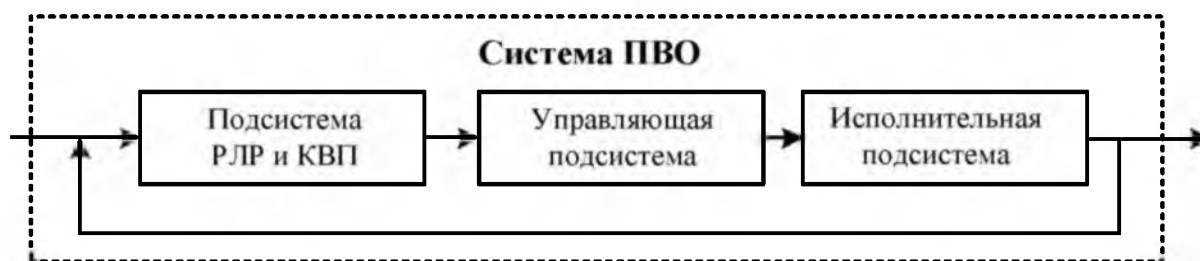 Система ПВО
Подсистема
РЛР и КВП
Управляющая
подсистема
Исполнительная
подсистема